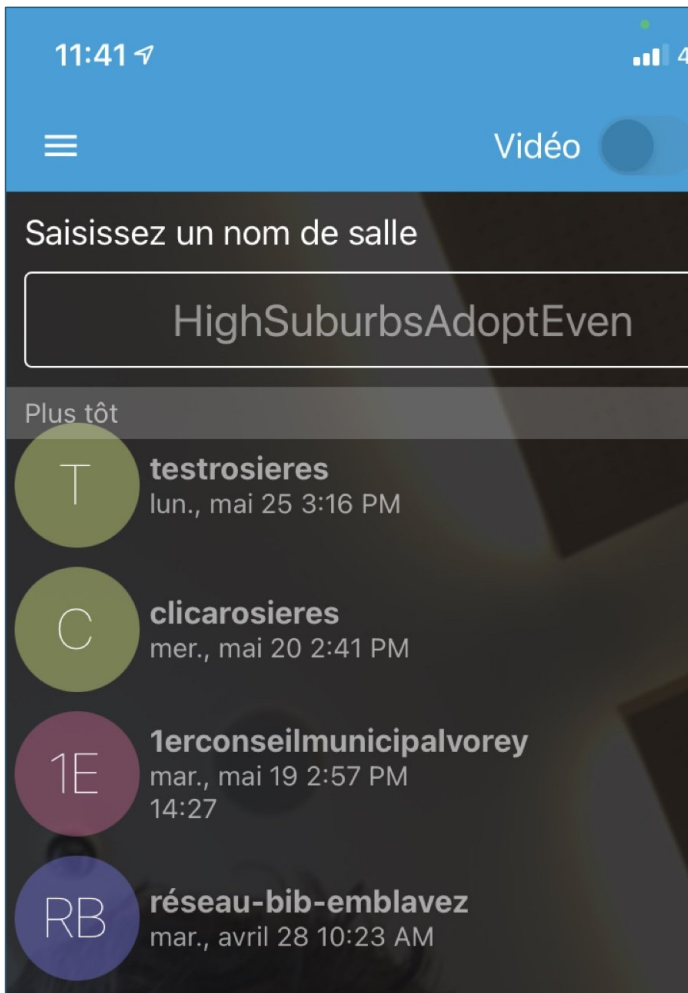 11:41
4
Vidéo
Saisissez un nom de salle
HighSuburbsAdoptEven
Plus tôt
T
testrosieres
lun., mai 25 3:16 PM
C
clicarosieres
mer., mai 20 2:41 PM
1E
1erconseilmunicipalvorey
mar., mai 19 2:57 PM
14:27
RB
réseau-bib-emblavez
mar., avril 28 10:23 AM